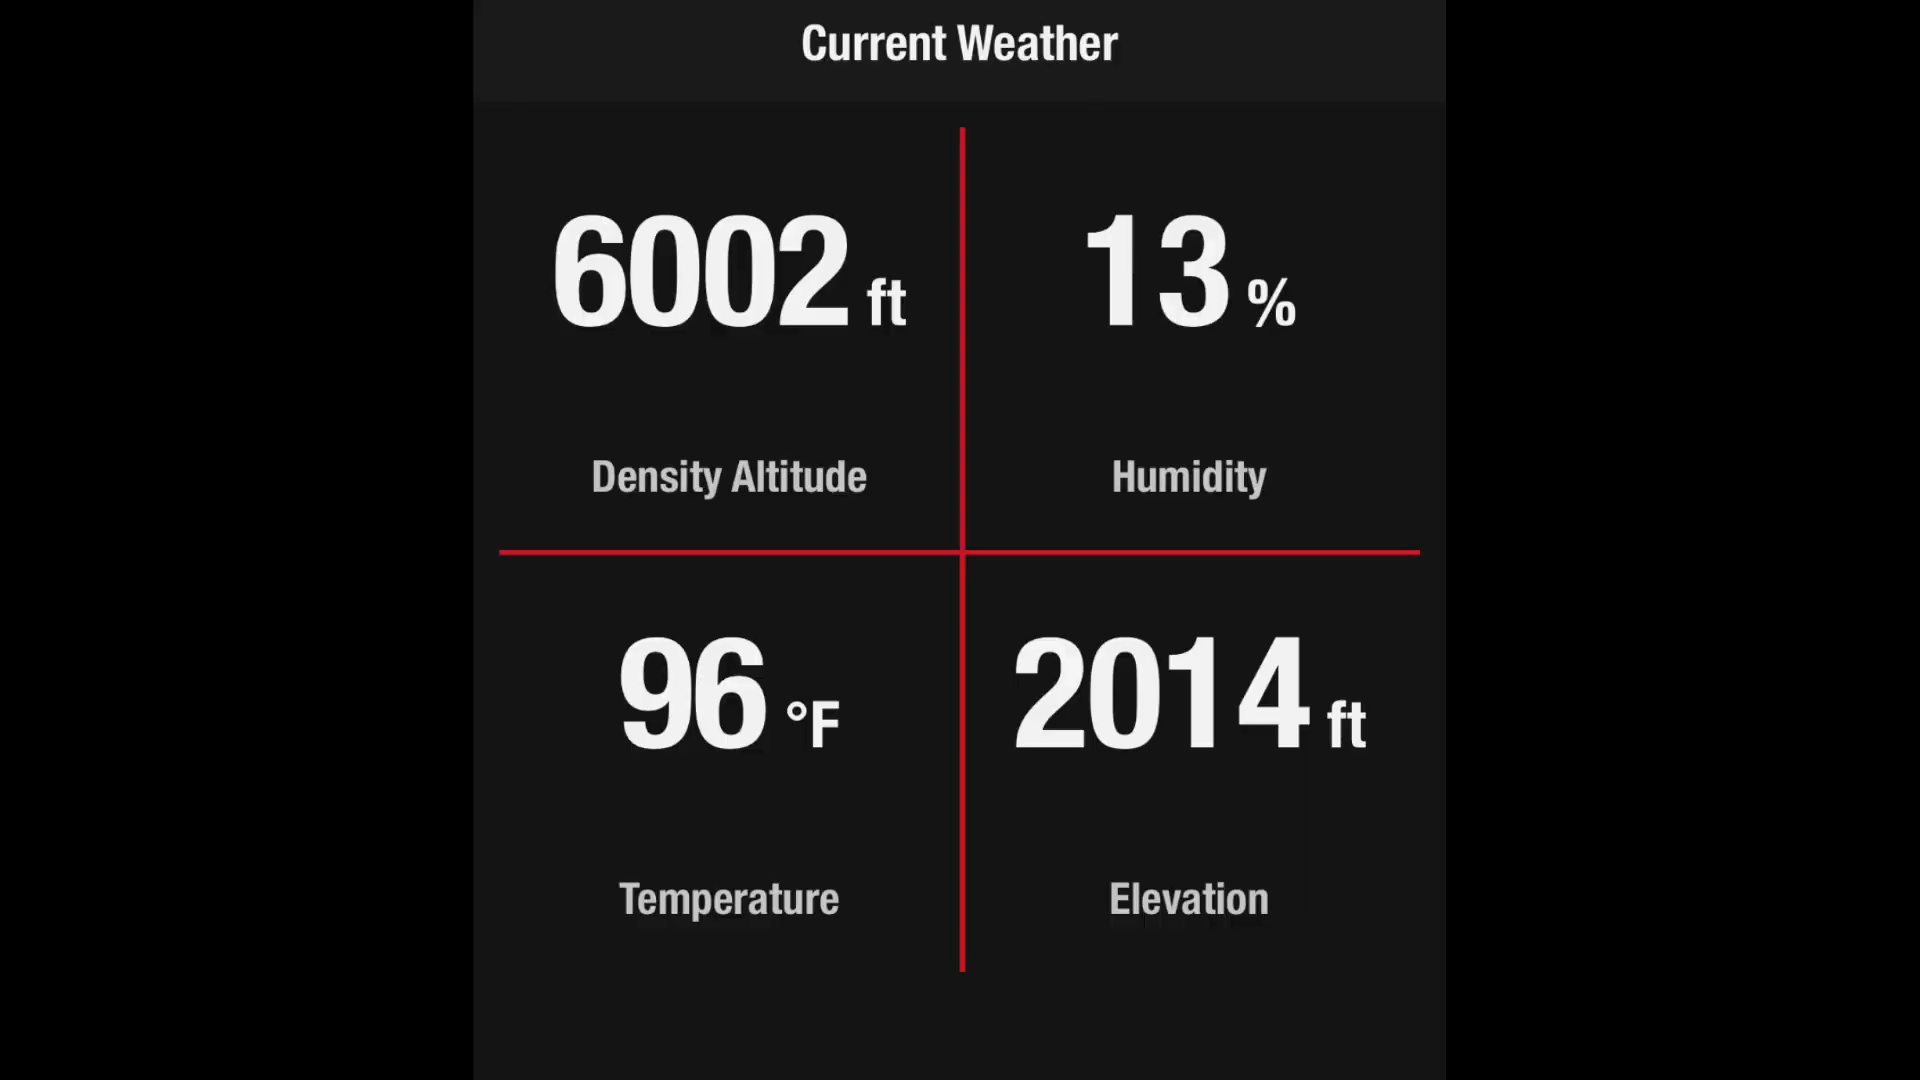 Current Weather
6002 ft
13 %
Density Altitude
Humidity
96 °F
2014 ft
Temperature
Elevation